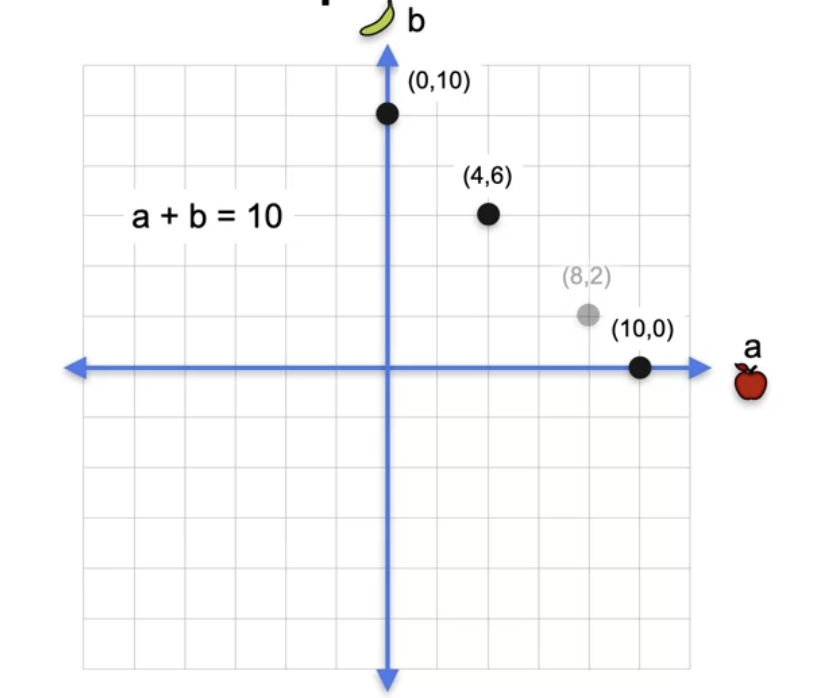 b
(0,10)
(4,6)
a + b = 10
(8,2)
(10,0)
a